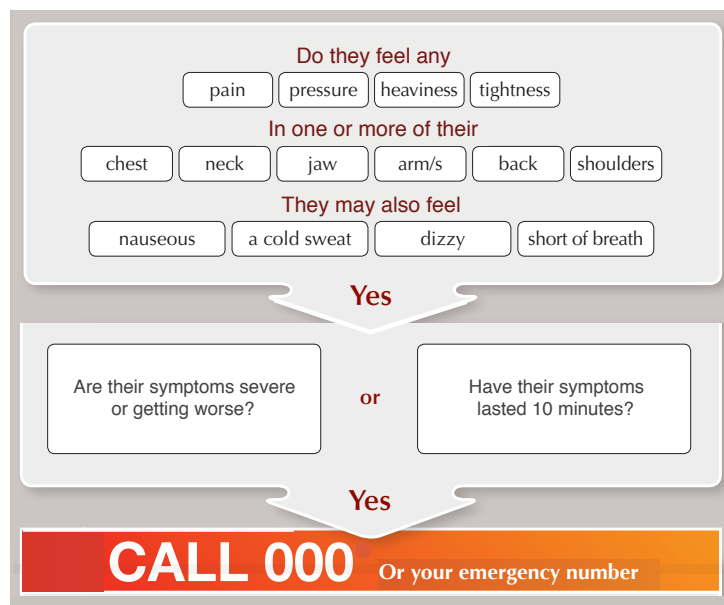 Do they feel any
pain pressure heaviness tightness
In one or more of their
chest neck jaw arm/s back shoulders
They may also feel
nauseous a cold sweat dizzy short of breath
Yes
Are their symptoms severe
or getting worse?
or
Have their symptoms
lasted 10 minutes?
Yes
CALL 000 Or your emergency number